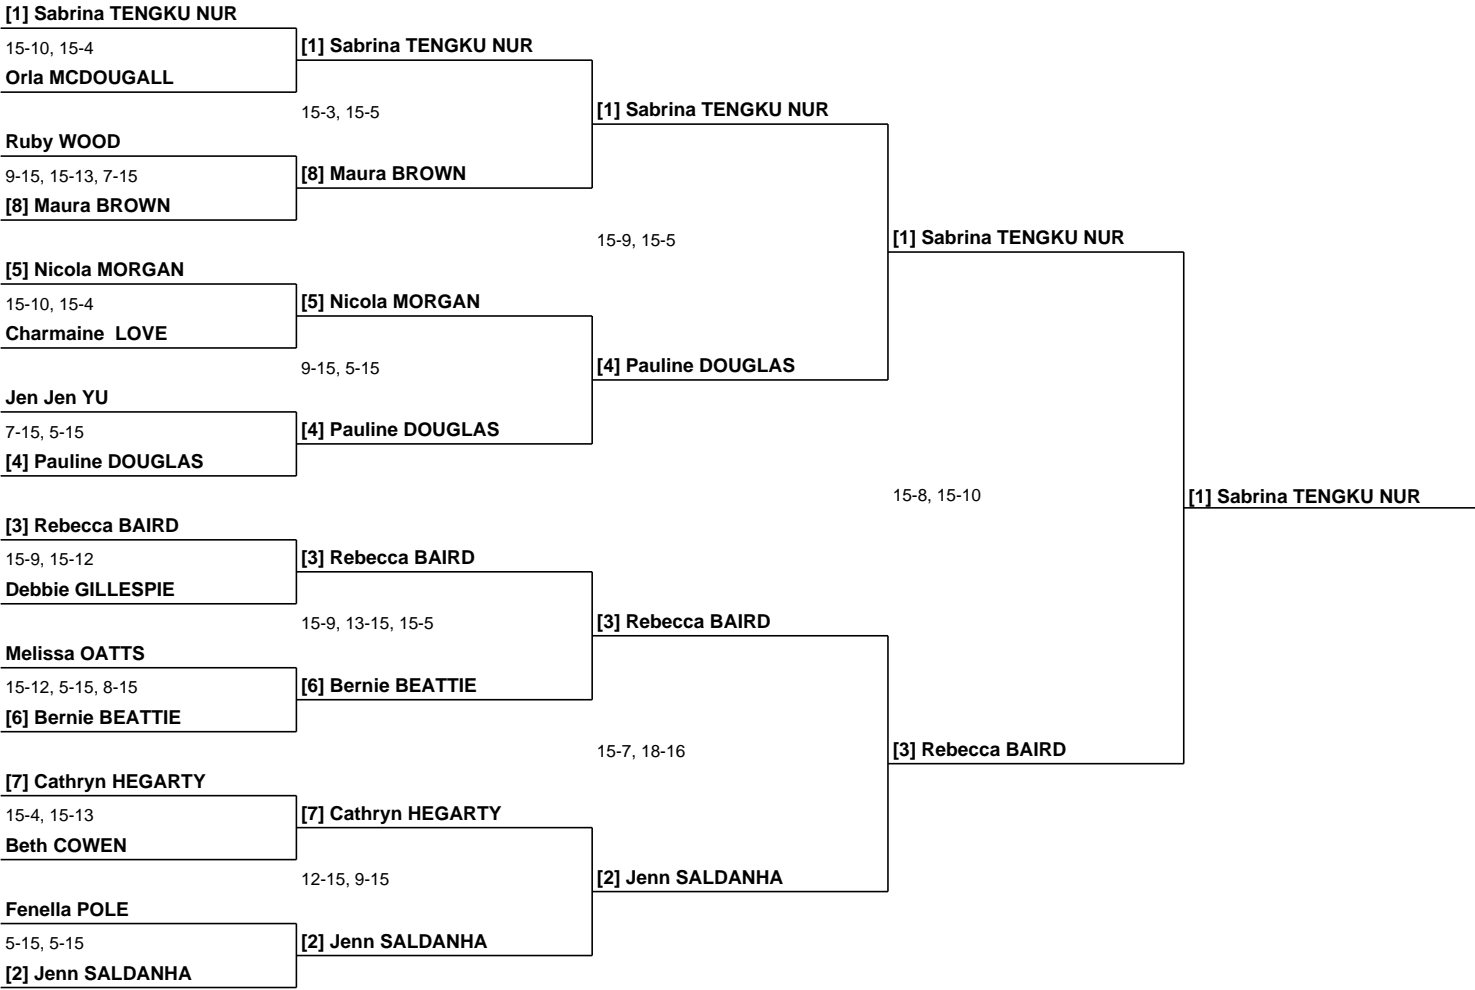 [1] Sabrina TENGKU NUR
15-10, 15-4
Orla MCDOUGALL
Ruby WOOD
9-15, 15-13, 7-15
[8] Maura BROWN
[5] Nicola MORGAN
15-10, 15-4
Charmaine  LOVE
Jen Jen YU
7-15, 5-15
[4] Pauline DOUGLAS
[3] Rebecca BAIRD
15-9, 15-12
Debbie GILLESPIE
Melissa OATTS
15-12, 5-15, 8-15
[6] Bernie BEATTIE
[7] Cathryn HEGARTY
15-4, 15-13
Beth COWEN
Fenella POLE
5-15, 5-15
[2] Jenn SALDANHA
[1] Sabrina TENGKU NUR
15-3, 15-5
[8] Maura BROWN
[5] Nicola MORGAN
9-15, 5-15
[4] Pauline DOUGLAS
[3] Rebecca BAIRD
15-9, 13-15, 15-5
[6] Bernie BEATTIE
[7] Cathryn HEGARTY
12-15, 9-15
[2] Jenn SALDANHA
[1] Sabrina TENGKU NUR
15-9, 15-5
[4] Pauline DOUGLAS
[3] Rebecca BAIRD
15-7, 18-16
[2] Jenn SALDANHA
[1] Sabrina TENGKU NUR
15-8, 15-10
[3] Rebecca BAIRD
[1] Sabrina TENGKU NUR